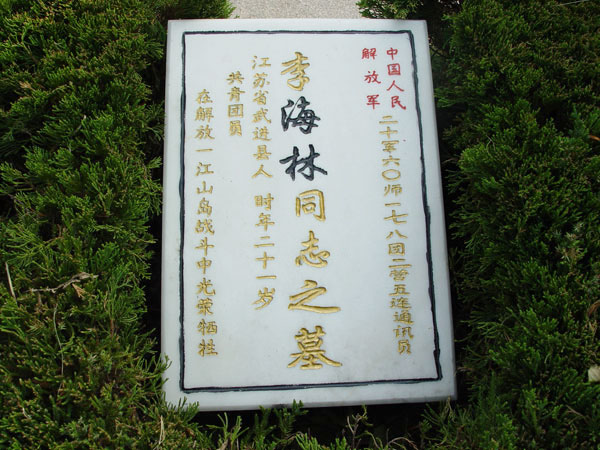 中国人民
解放军
二十军六〇师一七八团二营五连通讯员
李海林同志之墓
江苏省武进县人 时年二十一岁
共青团员
在解放一江山岛战斗中光荣牺牲